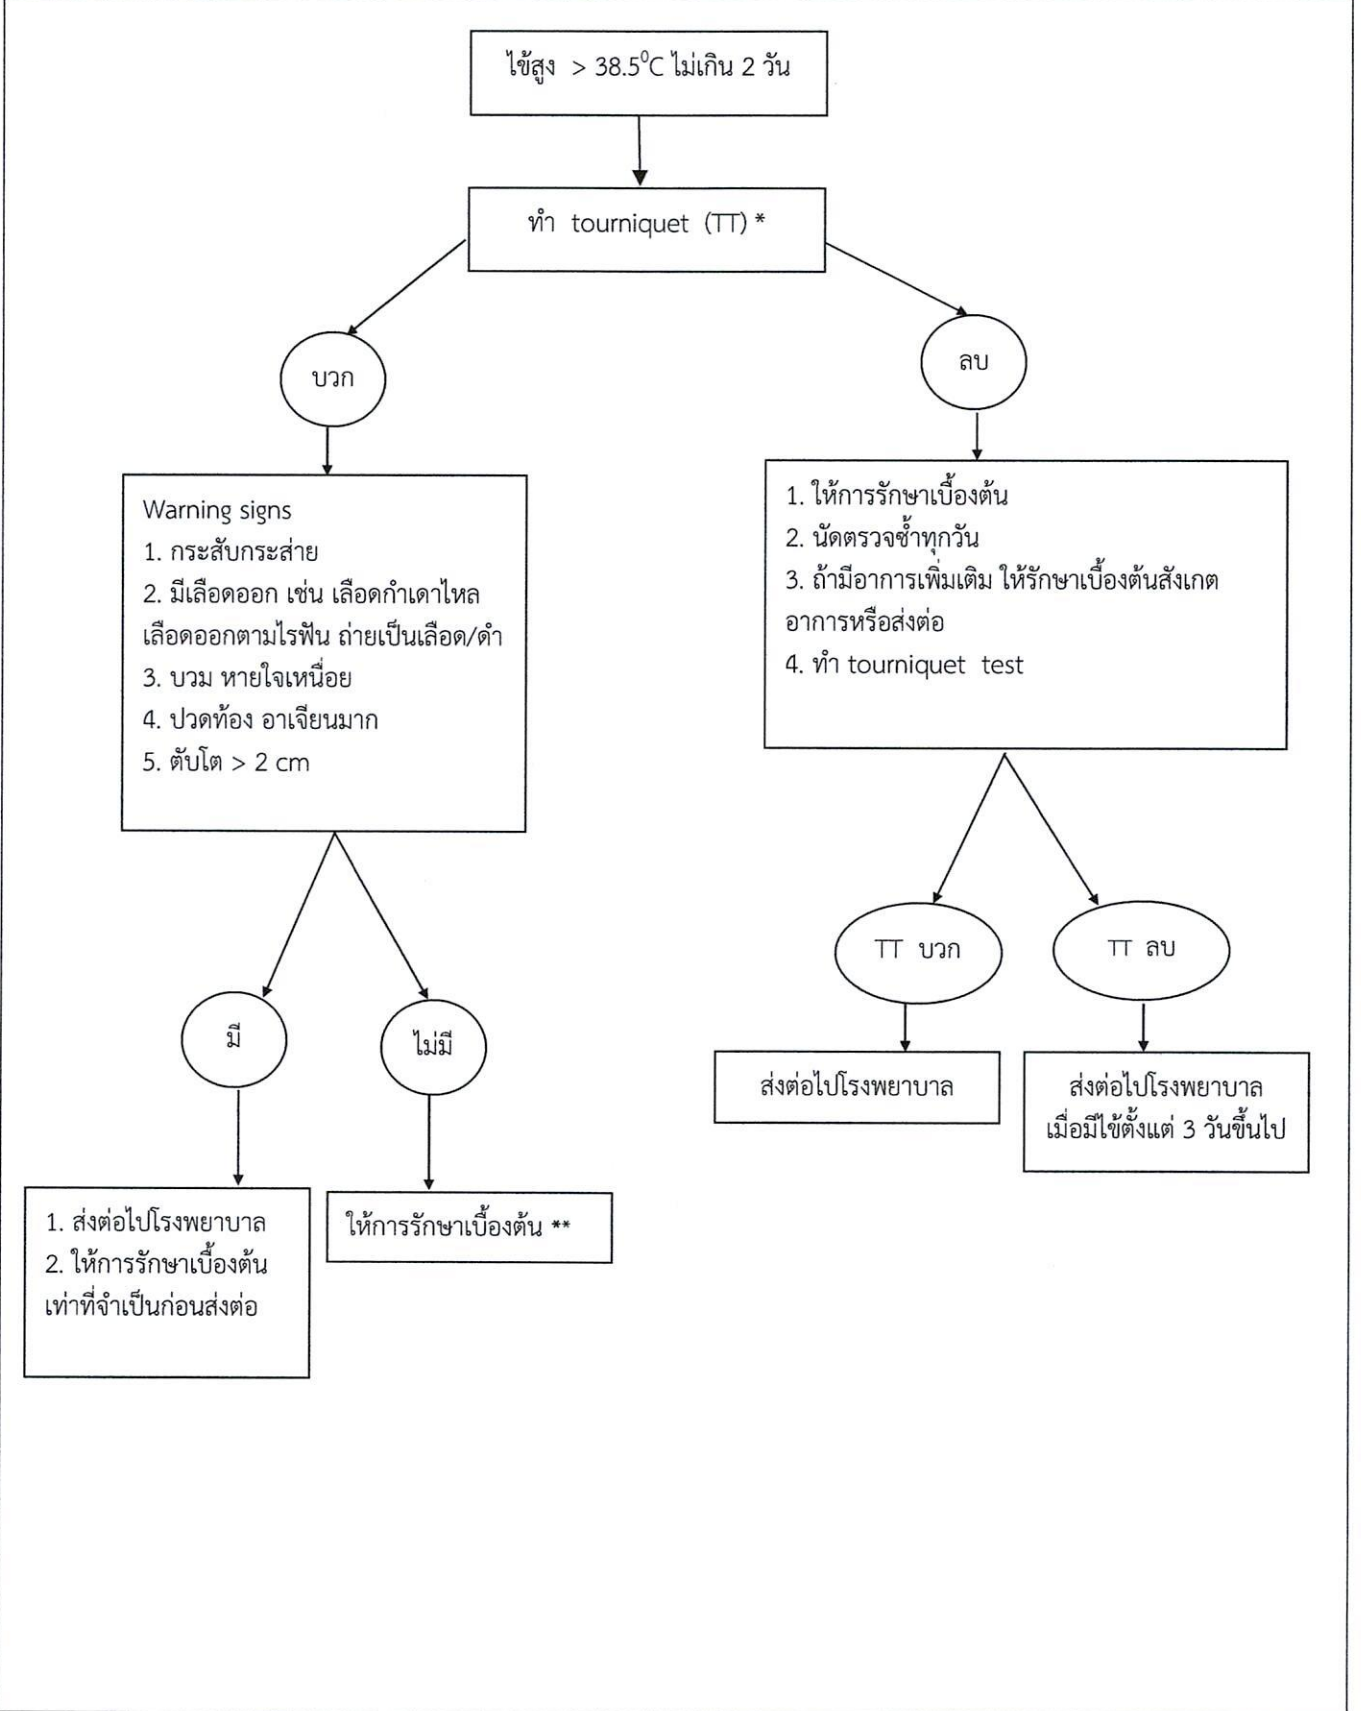 ไข้สูง > 38.5⁰C ไม่เกิน 2 วัน
ทำ tourniquet (TT) *
บวก
ลบ
Warning signs
1. กระสับกระส่าย
2. มีเลือดออก เช่น เลือดกำเดาไหล
เลือดออกตามไรฟัน ถ่ายเป็นเลือด/ดำ
3. บวม หายใจเหนื่อย
4. ปวดท้อง อาเจียนมาก
5. ตับโต > 2 cm
1. ให้การรักษาเบื้องต้น
2. นัดตรวจซ้ำทุกวัน
3. ถ้ามีอาการเพิ่มเติม ให้รักษาเบื้องต้นสังเกต
อาการหรือส่งต่อ
4. ทำ tourniquet test
มี
ไม่มี
TT บวก
TT ลบ
1. ส่งต่อไปโรงพยาบาล
2. ให้การรักษาเบื้องต้น
เท่าที่จำเป็นก่อนส่งต่อ
ให้การรักษาเบื้องต้น **
ส่งต่อไปโรงพยาบาล
ส่งต่อไปโรงพยาบาล
เมื่อมีไข้ตั้งแต่ 3 วันขึ้นไป